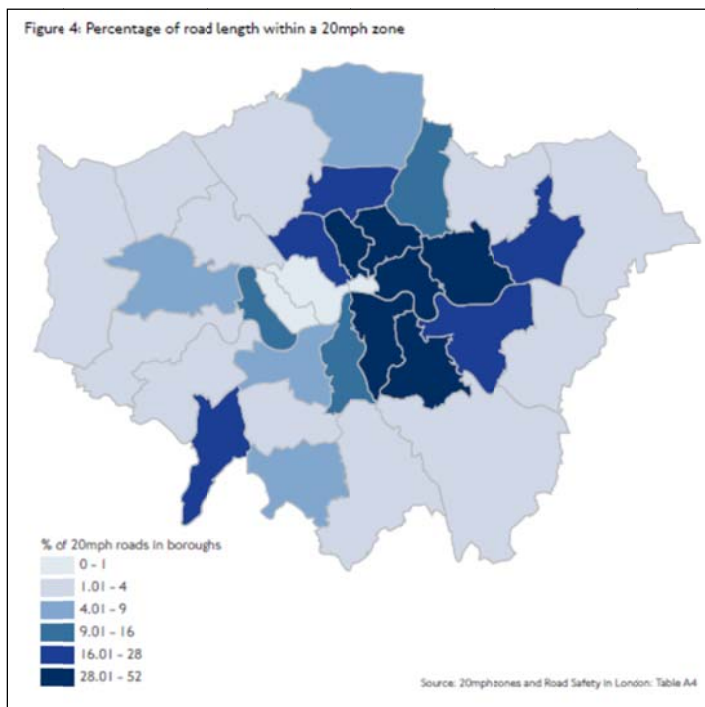 Figure 4: Percentage of road length within a 20mph zone
% of 20mph roads in boroughs
0 - 1
1.01 - 4
4.01 - 9
9.01 - 16
16.01 - 28
28.01 - 52
Source: 20mphzones and Road Safety in London: Table A4